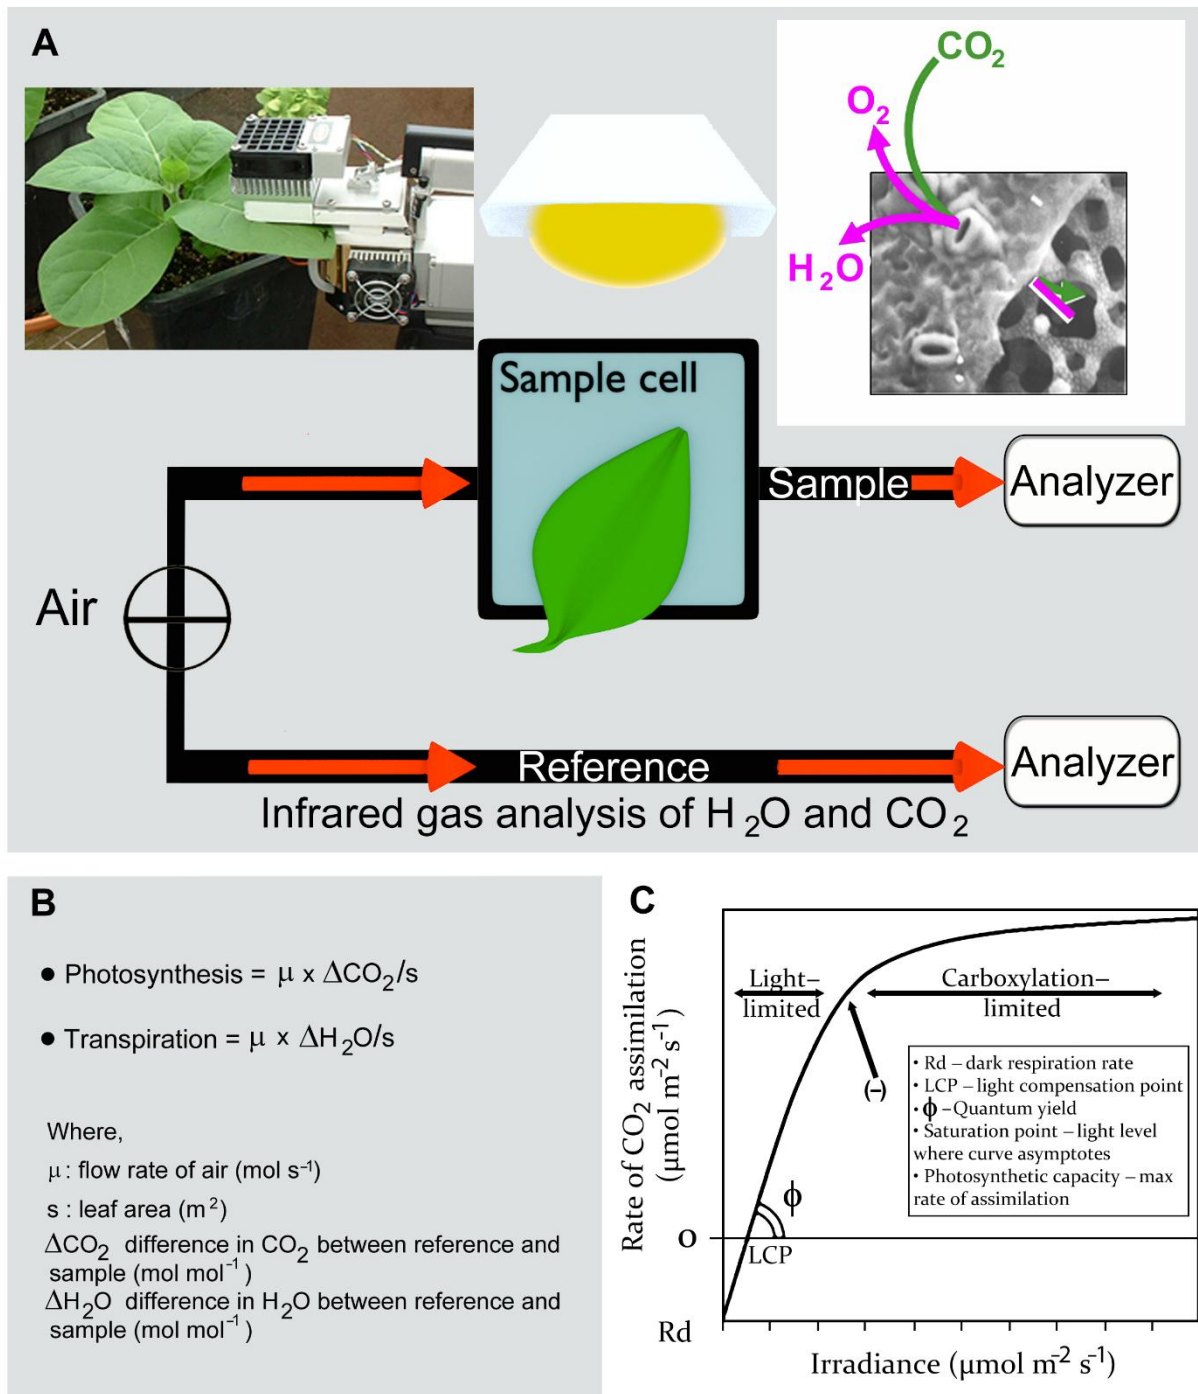 A
CO₂
O₂
H₂O
Sample cell
Sample
Analyzer
Air
Reference
Analyzer
Infrared gas analysis of H₂O and CO₂
B
• Photosynthesis = μ x ΔCO₂/s
• Transpiration = μ x ΔH₂O/s
Where,
μ : flow rate of air (mol s⁻¹)
s : leaf area (m²)
ΔCO₂ difference in CO₂ between reference and
sample (mol mol⁻¹)
ΔH₂O difference in H₂O between reference and
sample (mol mol⁻¹)
C
Rate of CO₂ assimilation
(μmol m⁻² s⁻¹)
Light–
limited
Carboxylation–
limited
(-)
• Rd – dark respiration rate
• LCP – light compensation point
• ϕ – Quantum yield
• Saturation point – light level
where curve asymptotes
• Photosynthetic capacity – max
rate of assimilation
ϕ
O
LCP
Rd
Irradiance (μmol m⁻² s⁻¹)